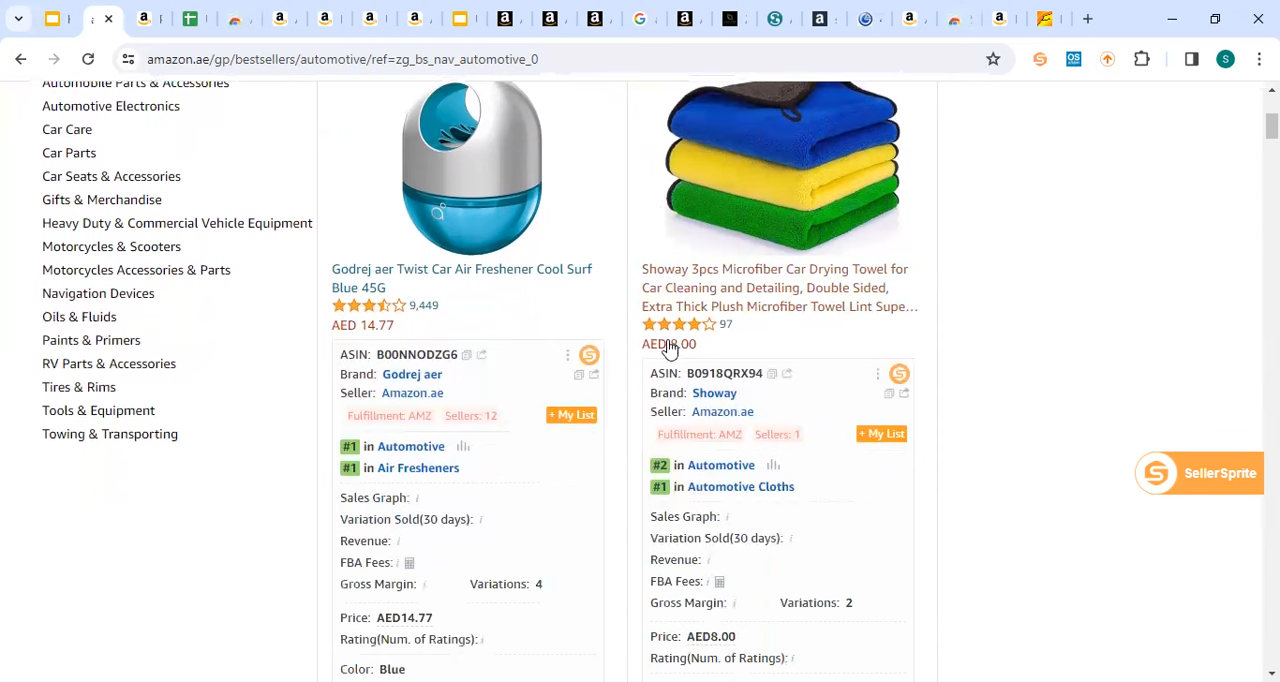 amazon.ae/gp/bestsellers/automotive/ref=zg_bs_nav_automotive_0
OS
S
Automobile Parts & Accessories
Automotive Electronics
Car Care
Car Parts
Car Seats & Accessories
Gifts & Merchandise
Heavy Duty & Commercial Vehicle Equipment
Motorcycles & Scooters
Motorcycles Accessories & Parts
Navigation Devices
Oils & Fluids
Paints & Primers
RV Parts & Accessories
Tires & Rims
Tools & Equipment
Towing & Transporting
Godrej aer Twist Car Air Freshener Cool Surf
Blue 45G
9,449
AED 14.77
ASIN: B00NNODZG6
Brand: Godrej aer
Seller: Amazon.ae
Fulfillment: AMZ Sellers: 12 + My List
#1 in Automotive
#1 in Air Fresheners
Sales Graph:
Variation Sold(30 days):
Revenue:
FBA Fees:
Gross Margin: Variations: 4
Price: AED14.77
Rating(Num. of Ratings):
Color: Blue
Showay 3pcs Microfiber Car Drying Towel for
Car Cleaning and Detailing, Double Sided,
Extra Thick Plush Microfiber Towel Lint Supe...
97
AED 8.00
ASIN: B0918QRX94
Brand: Showay
Seller: Amazon.ae
Fulfillment: AMZ Sellers: 1 + My List
#2 in Automotive
#1 in Automotive Cloths
Sales Graph:
Variation Sold(30 days):
Revenue:
FBA Fees:
Gross Margin: Variations: 2
Price: AED8.00
Rating(Num. of Ratings):
SellerSprite